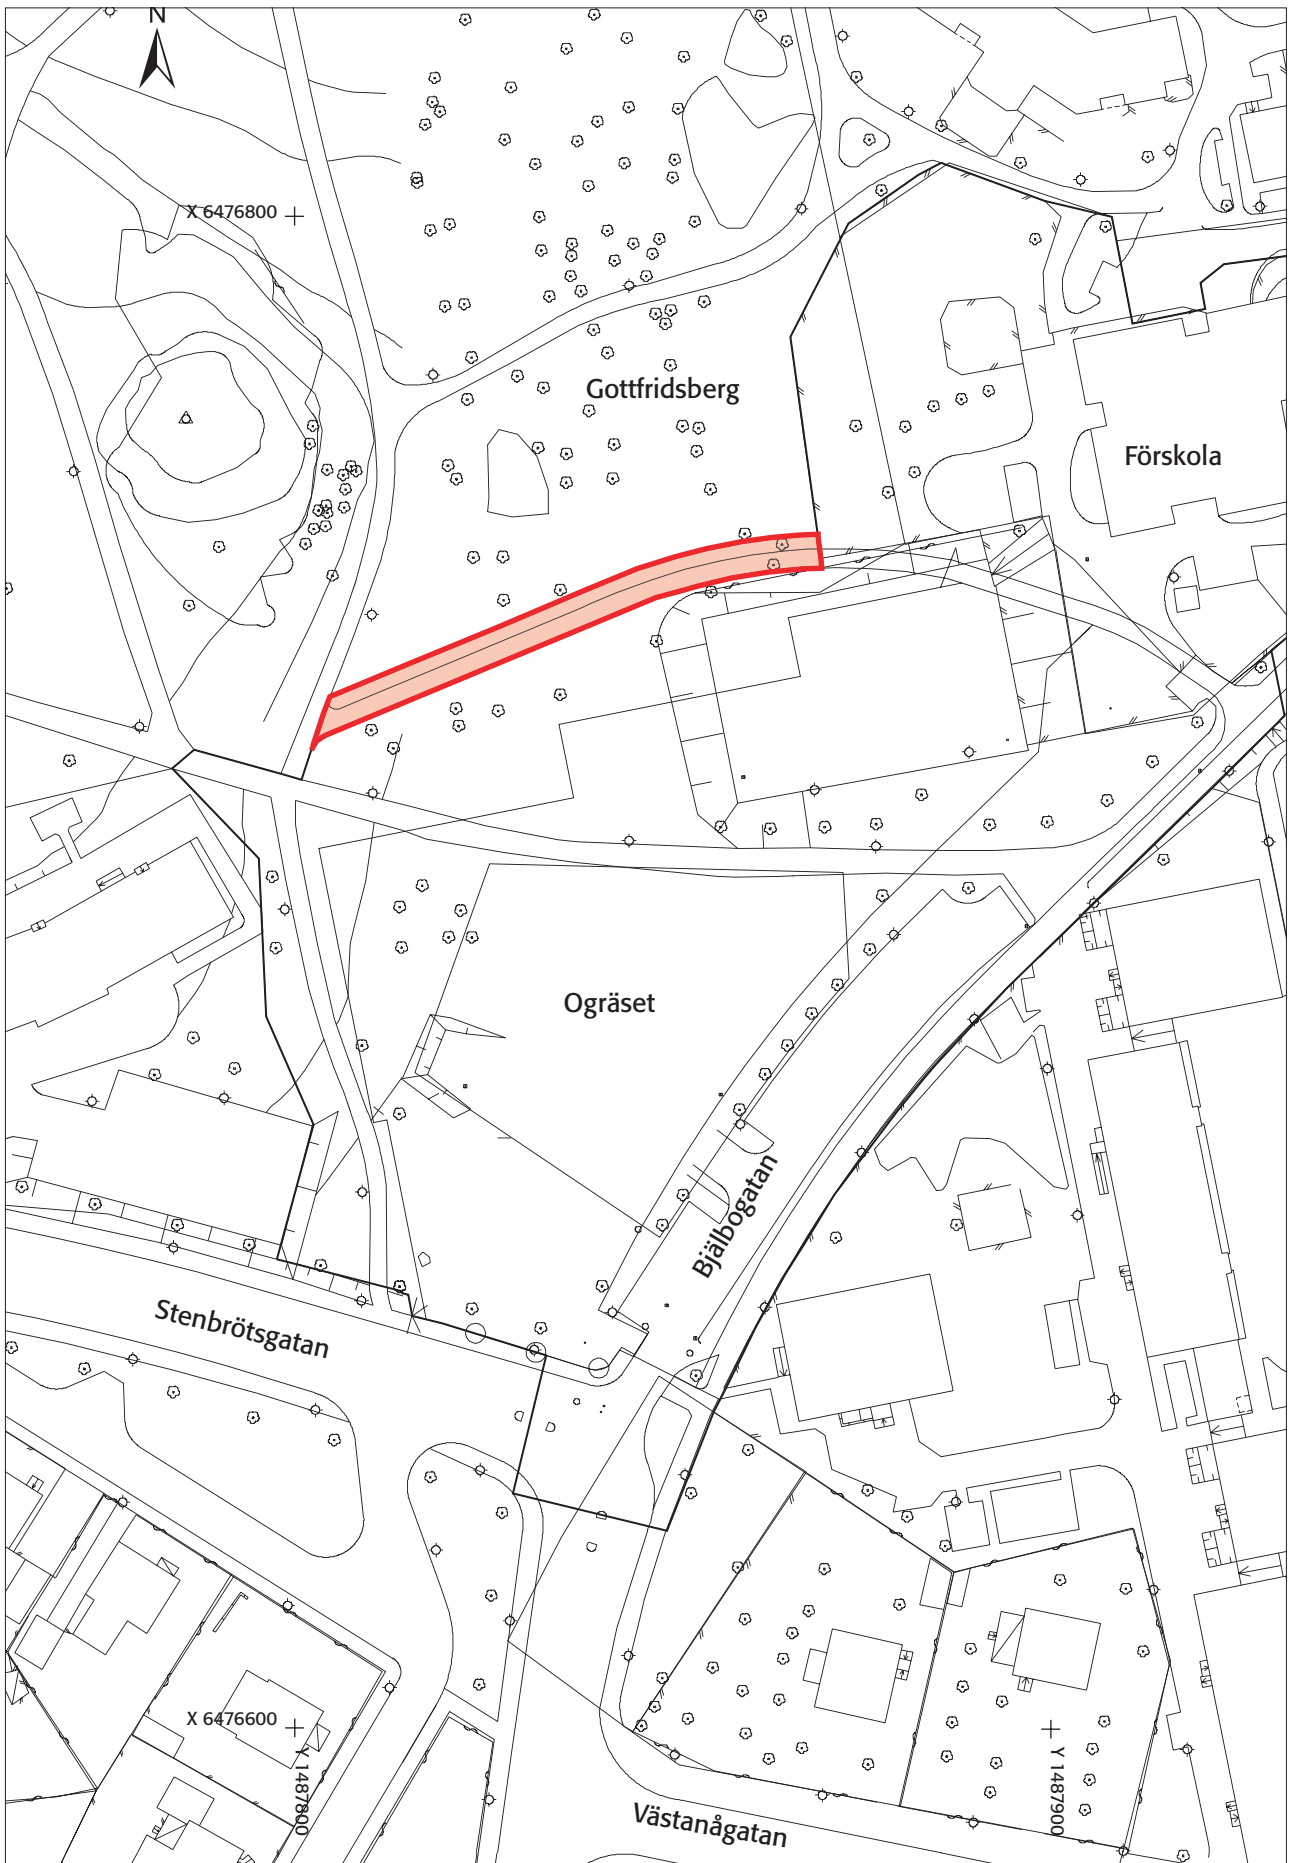 N
X 6476800
Gottfridsberg
Förskola
Ogräset
Bjälbogatan
Stenbrötsgatan
X 6476600
Y 1487800
Y 1487900
Västanågatan